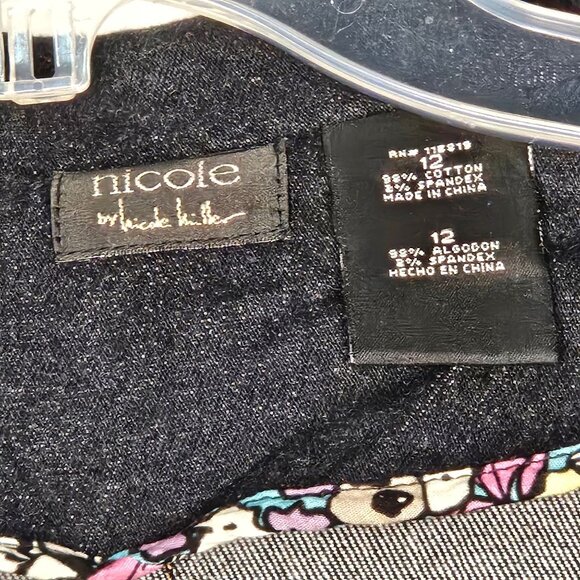 nicole
by Nicole Miller
RN# 118819
12
98% COTTON
2% SPANDEX
MADE IN CHINA
12
98% ALGODON
2% SPANDEX
HECHO EN CHINA